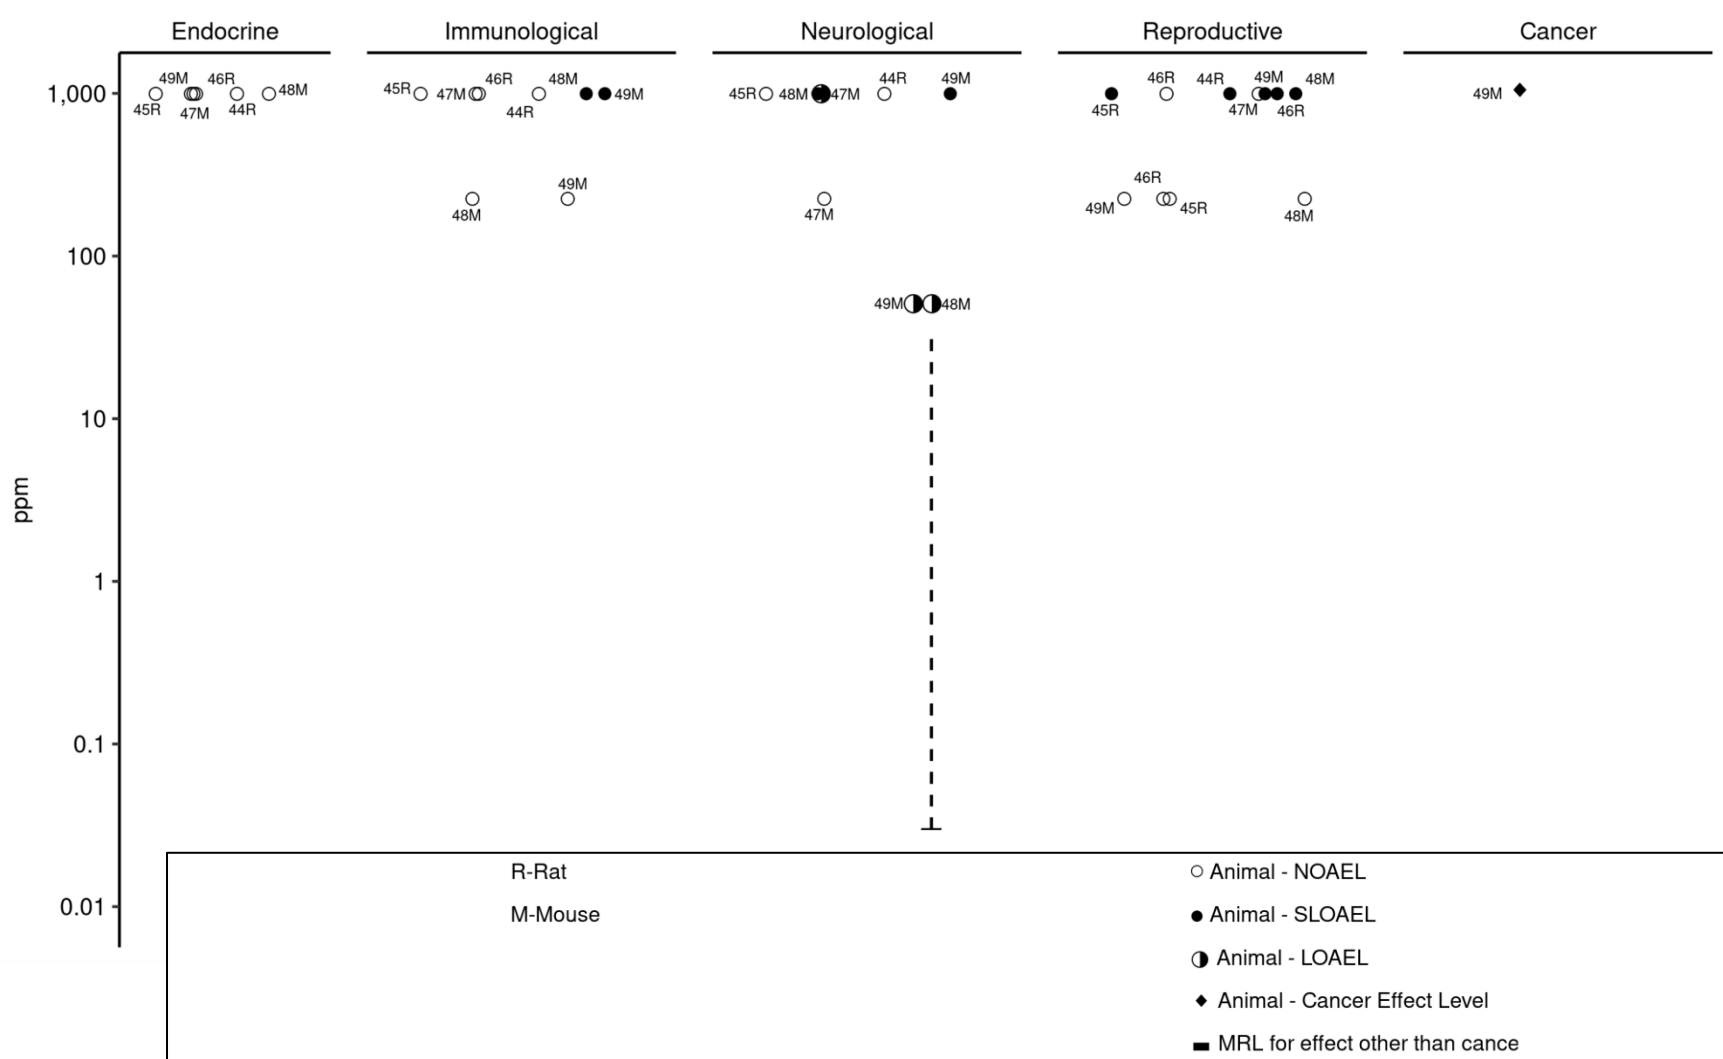 Endocrine Immunological Neurological Reproductive Cancer
49M 46R 48M 46R 48M 44R 49M 46R 44R 49M 48M
1,000 45R 47M 49M 45R 48M 47M 49M
45R 47M 44R 44R 45R 47M 46R
49M 46R
48M 47M 49M 45R 48M
100
49M 48M
10
ppm
1
0.1
R-Rat Animal - NOAEL
0.01 M-Mouse Animal - SLOAEL
Animal - LOAEL
Animal - Cancer Effect Level
MRL for effect other than cance